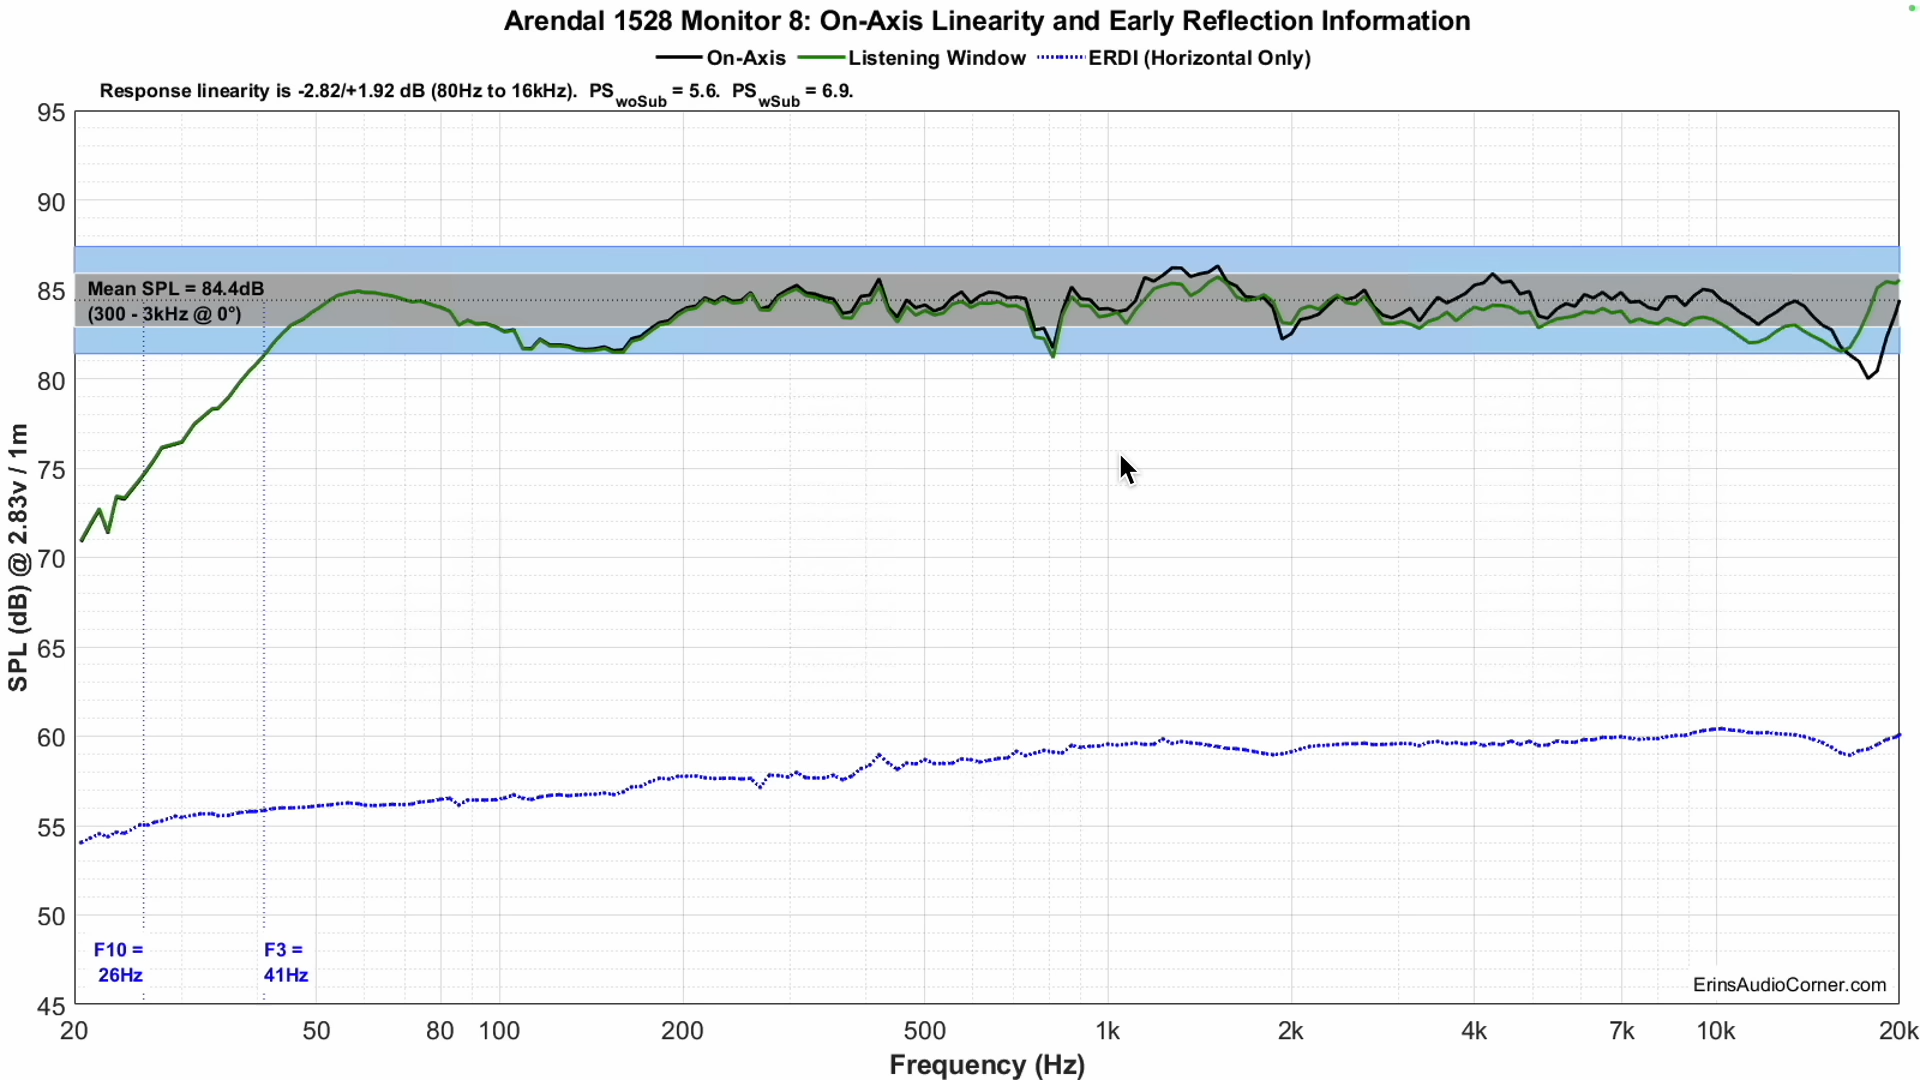 Arendal 1528 Monitor 8: On-Axis Linearity and Early Reflection Information
On-Axis Listening Window ERDI (Horizontal Only)
Response linearity is -2.82/+1.92 dB (80Hz to 16kHz). PS woSub = 5.6. PS wSub = 6.9.
95
90
85
80
75
70
65
60
55
50
45
SPL (dB) @ 2.83v / 1m
Mean SPL = 84.4dB
(300 - 3kHz @ 0°)
F10 =
26Hz
F3 =
41Hz
ErinsAudioCorner.com
20 50 80 100 200 500 1k 2k 4k 7k 10k 20k
Frequency (Hz)